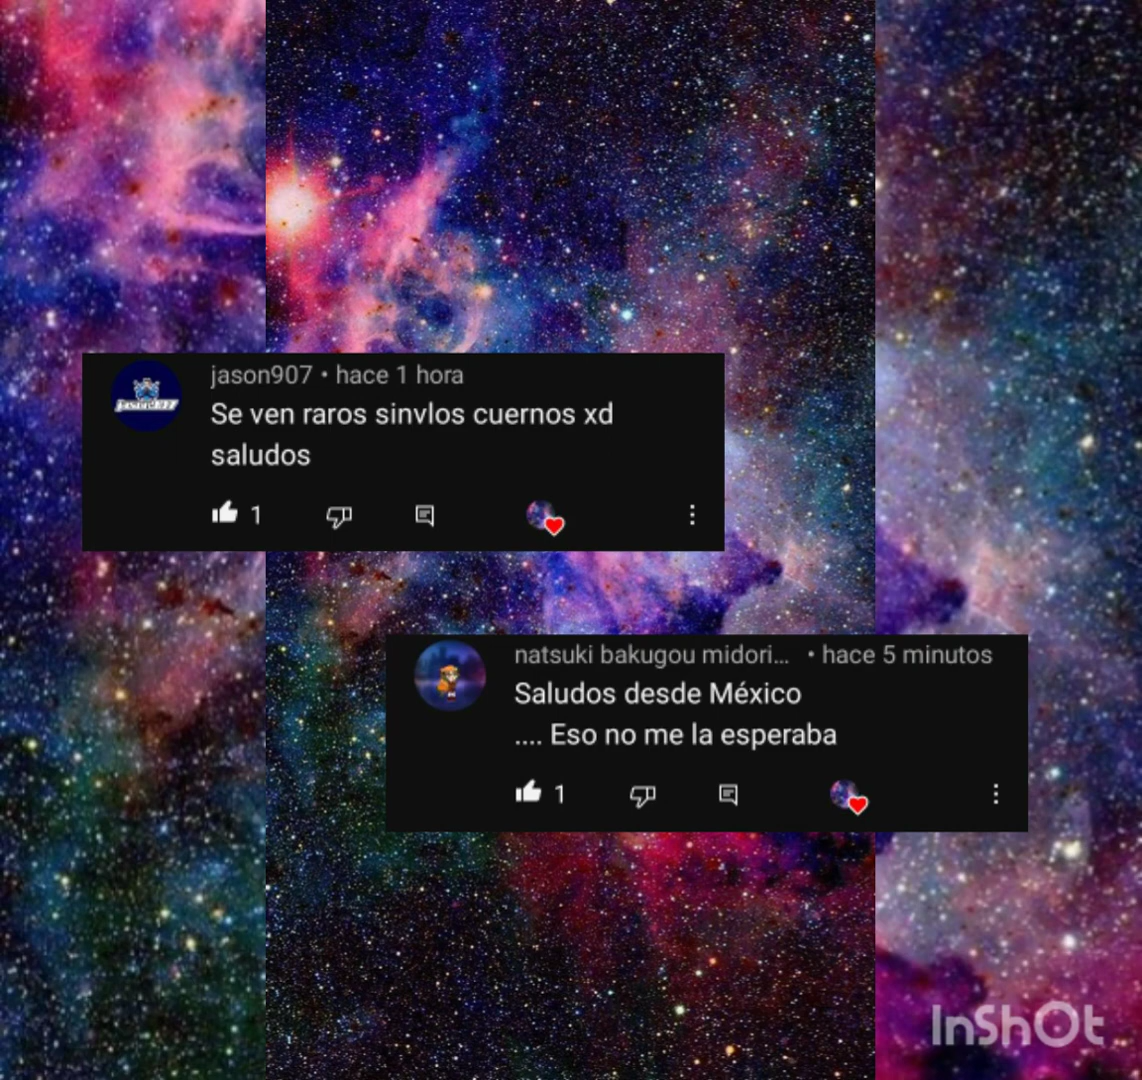 jason907 • hace 1 hora
Se ven raros sinvlos cuernos xd
saludos
1
natsuki bakugou midori... • hace 5 minutos
Saludos desde México
.... Eso no me la esperaba
1
InShOt